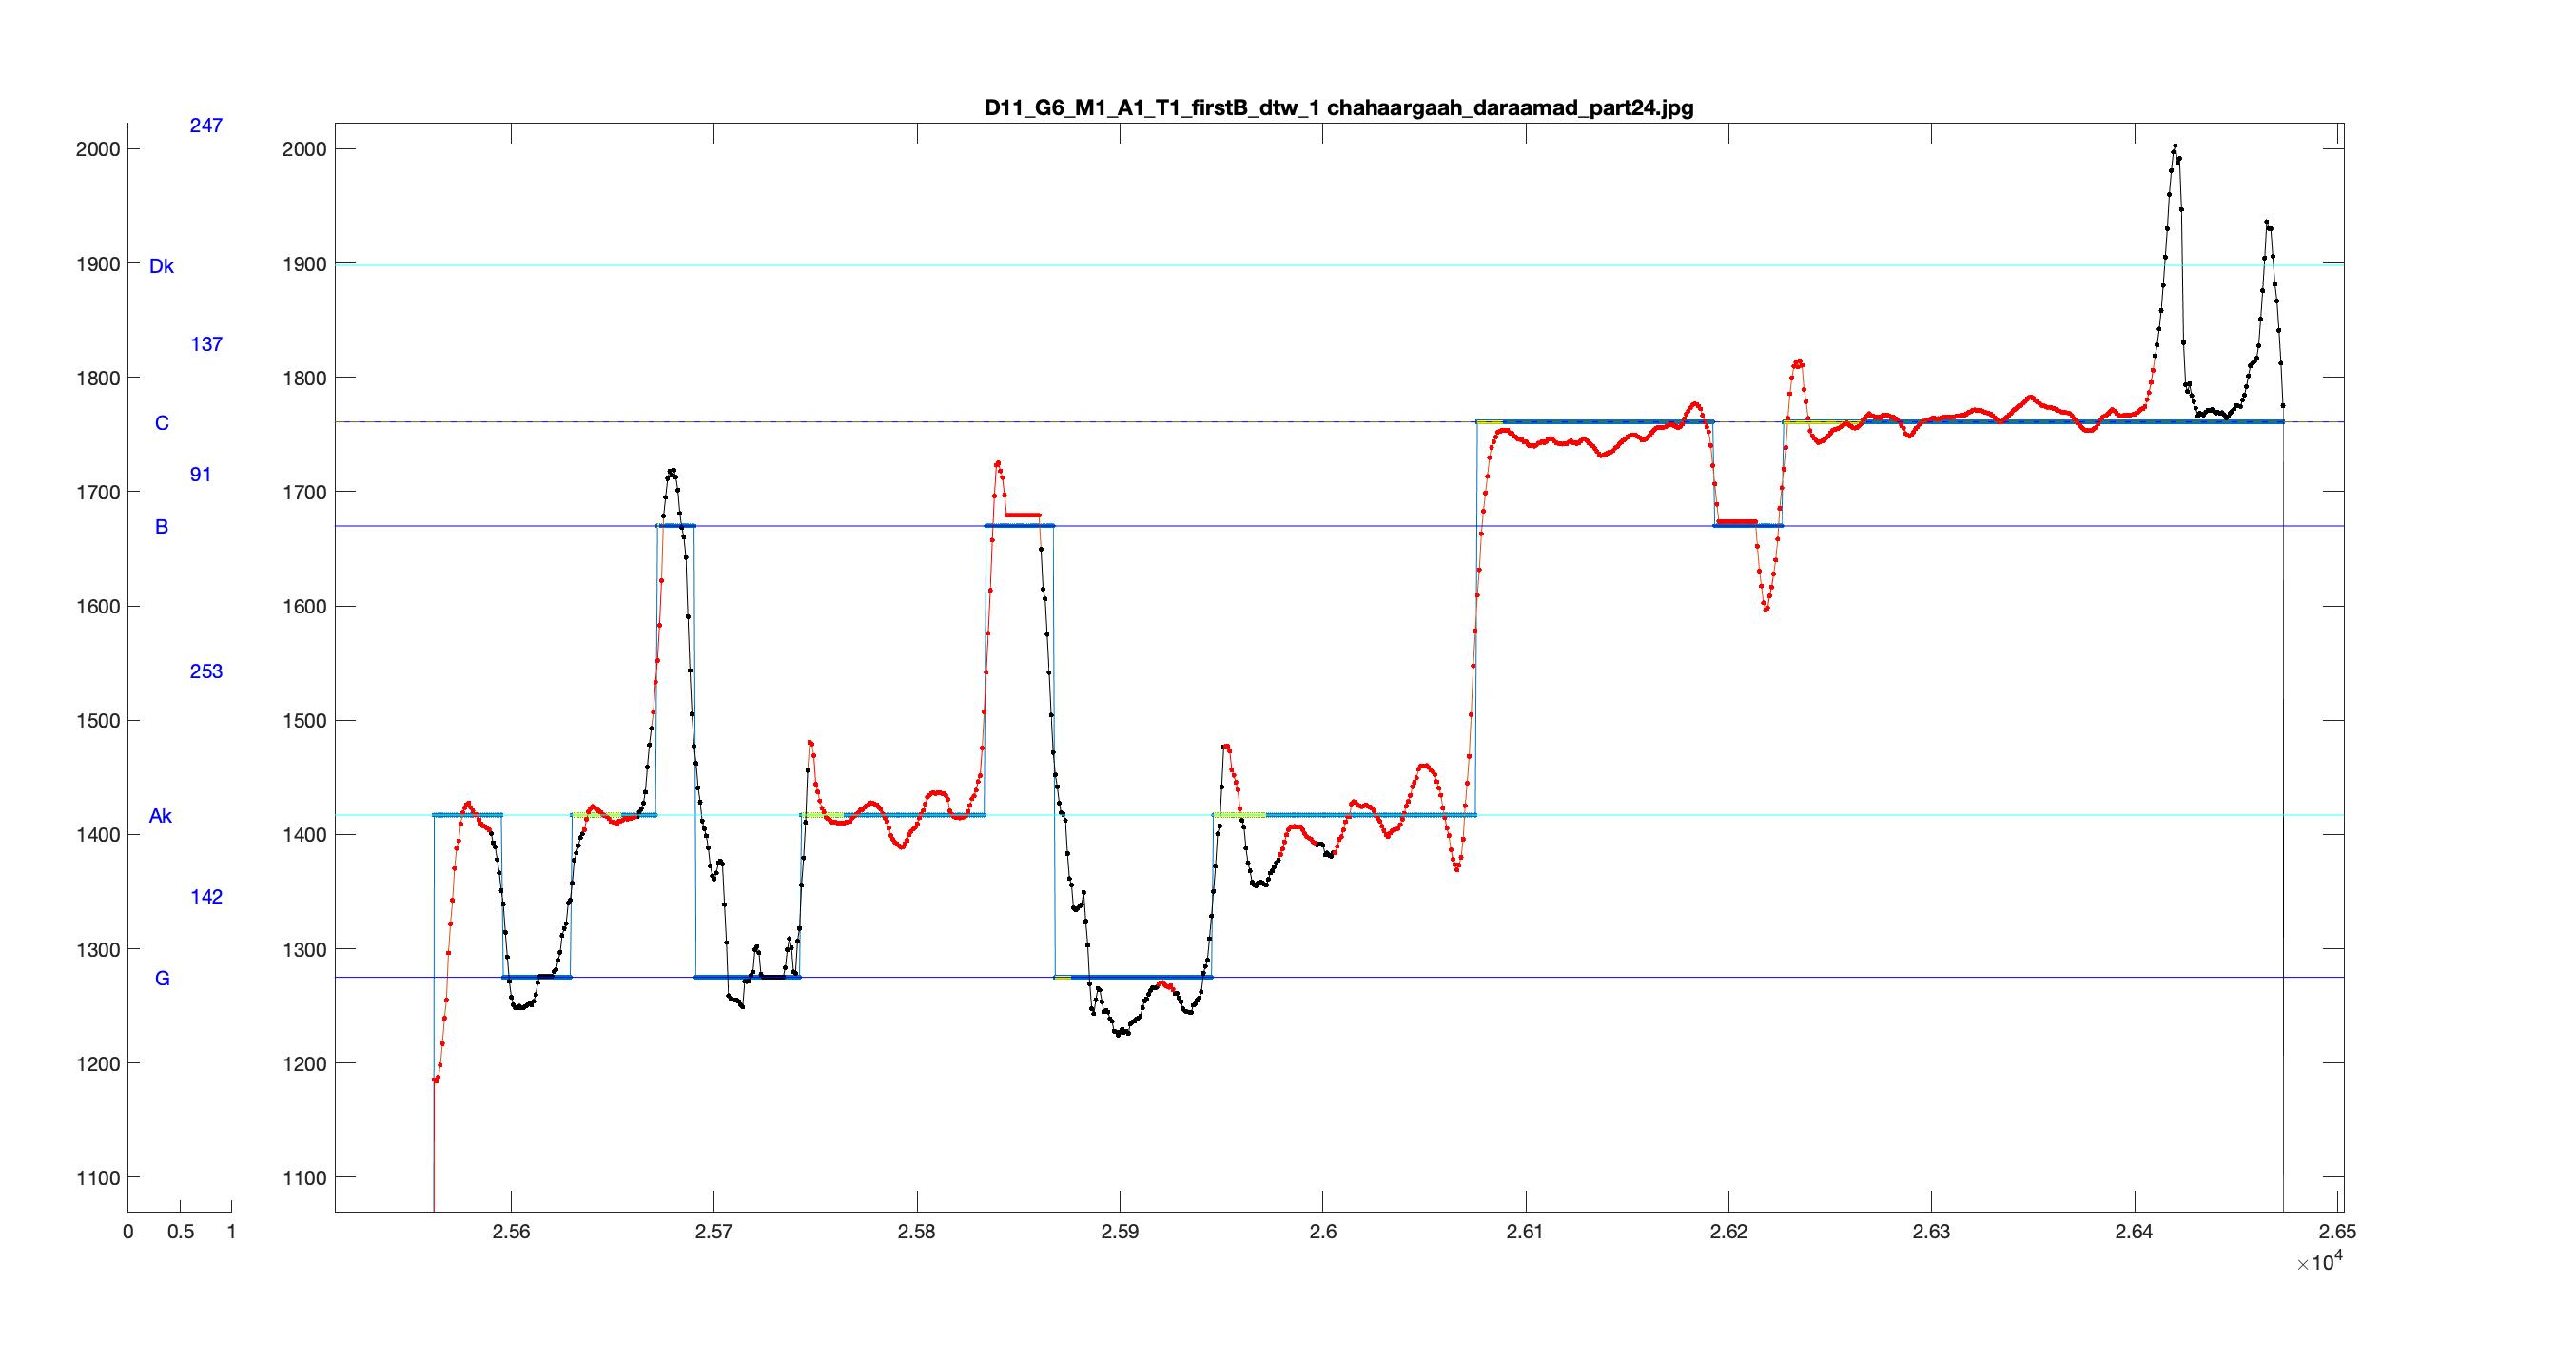 D11_G6_M1_A1_T1_firstB_dtw_1 chahaargaah_daraamad_part24.jpg
247
2000 2000
1900 Dk 1900
137
1800 1800
C
91
1700 1700
B
1600 1600
253
1500 1500
Ak
1400 1400
142
1300 1300
G
1200 1200
1100 1100
0 0.5 1 2.56 2.57 2.58 2.59 2.6 2.61 2.62 2.63 2.64 2.65
×10⁴